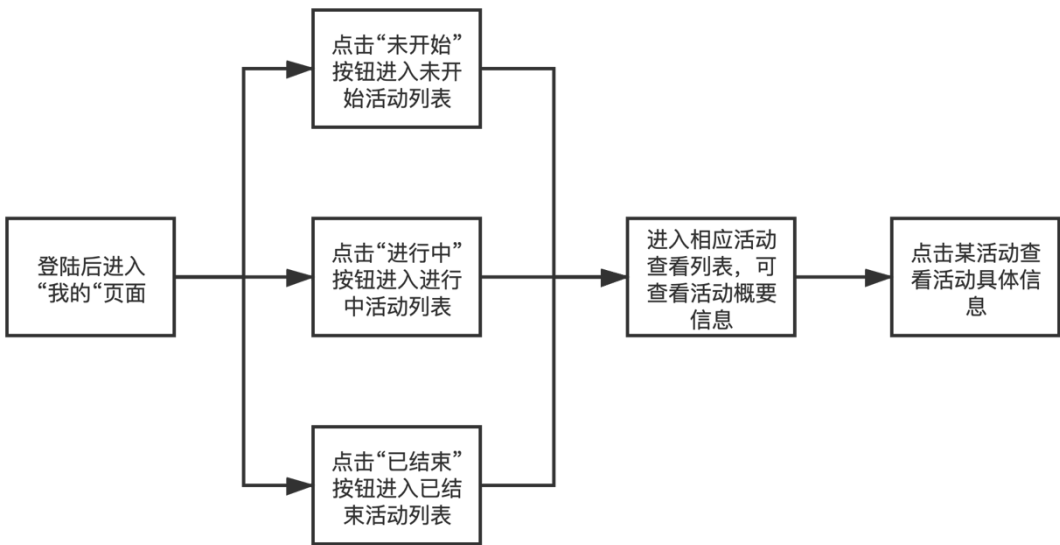 点击“未开始”
按钮进入未开
始活动列表
登陆后进入
“我的“页面
点击“进行中”
按钮进入进行
中活动列表
进入相应活动
查看列表，可
查看活动概要
信息
点击某活动查
看活动具体信
息
点击“已结束”
按钮进入已结
束活动列表